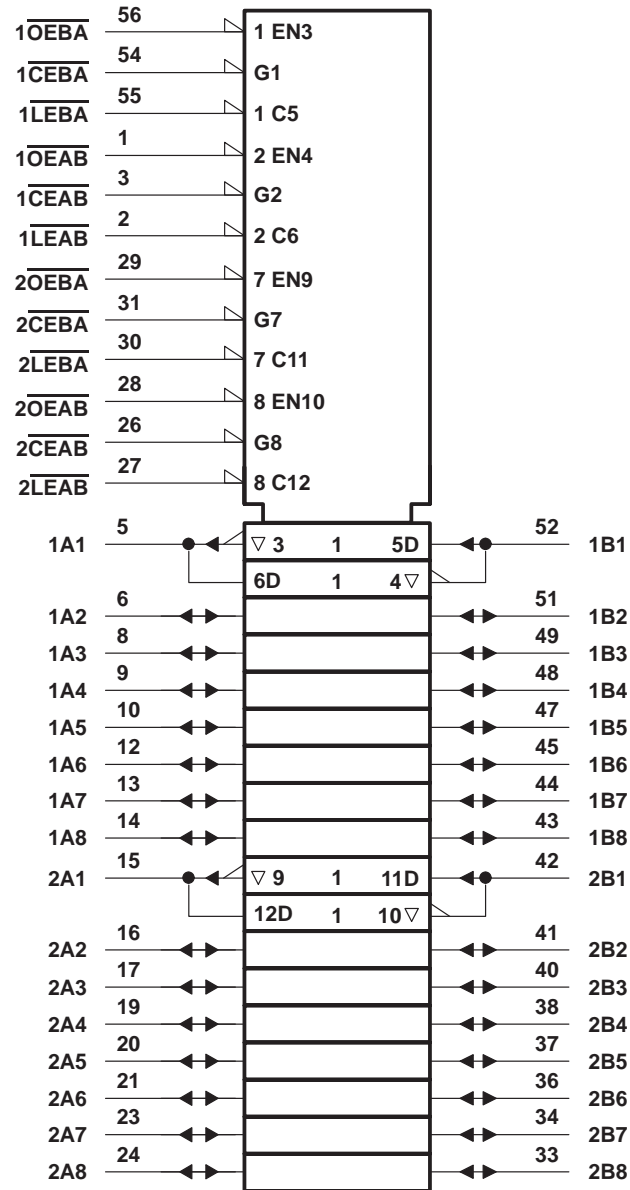 1OEBA 56 1 EN3
1CEBA 54 G1
1LEBA 55 1 C5
1OEAB 1 2 EN4
1CEAB 3 G2
1LEAB 2 2 C6
2OEBA 29 7 EN9
2CEBA 31 G7
2LEBA 30 7 C11
2OEAB 28 8 EN10
2CEAB 26 G8
2LEAB 27 8 C12
1A1 5 ▽ 3 1 5D 52 1B1
6D 1 4 ▽
1A2 6 51 1B2
1A3 8 49 1B3
1A4 9 48 1B4
1A5 10 47 1B5
1A6 12 45 1B6
1A7 13 44 1B7
1A8 14 43 1B8
2A1 15 ▽ 9 1 11D 42 2B1
12D 1 10 ▽
2A2 16 41 2B2
2A3 17 40 2B3
2A4 19 38 2B4
2A5 20 37 2B5
2A6 21 36 2B6
2A7 23 34 2B7
2A8 24 33 2B8